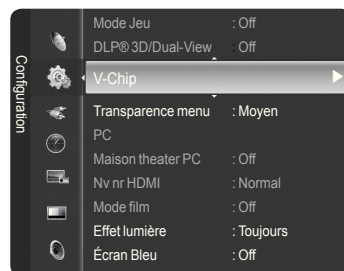 Configuration
Mode Jeu : Off
DLP® 3D/Dual-View : Off
V-Chip
Transparence menu : Moyen
PC
Maison theater PC : Off
Nv nr HDMI : Normal
Mode film : Off
Effet lumière : Toujours
Écran Bleu : Off